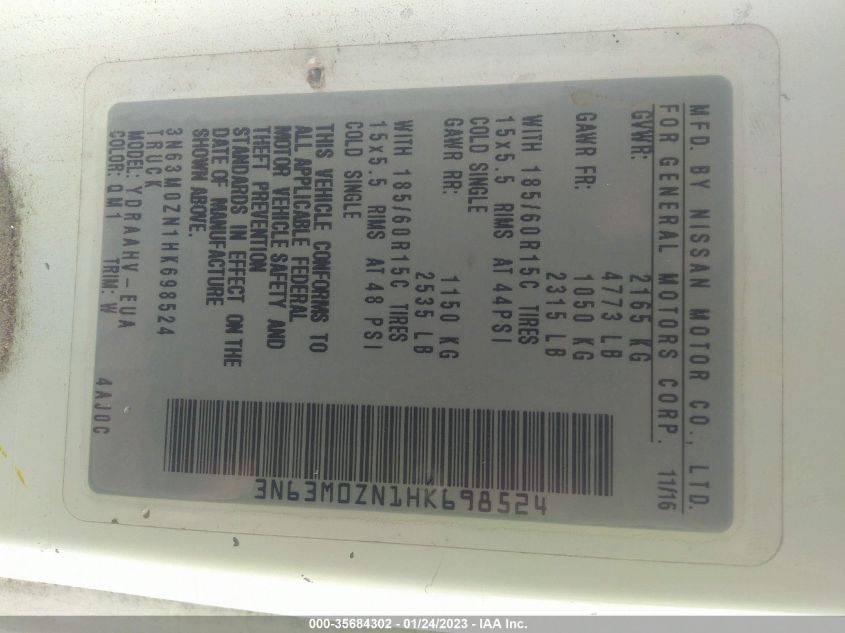 MFD. BY NISSAN MOTOR CO., LTD.
FOR GENERAL MOTORS CORP. 11/16
GVWR: 2165 KG
4773 LB
GAWR FR: 1050 KG
2315 LB
WITH 185/60R15C TIRES
15x5.5 RIMS AT 44PSI
COLD SINGLE
GAWR RR: 1150 KG
2535 LB
WITH 185/60R15C TIRES
15x5.5 RIMS AT 48 PSI
COLD SINGLE
THIS VEHICLE CONFORMS TO
ALL APPLICABLE FEDERAL
MOTOR VEHICLE SAFETY AND
THEFT PREVENTION
STANDARDS IN EFFECT ON THE
DATE OF MANUFACTURE
SHOWN ABOVE.
3N63M0ZN1HK698524
TRUCK
MODEL: YDRAAHV-EUA
COLOR: QM1 TRIM: W 4AJ0G
3N63M0ZN1HK698524
000-35684302 - 01/24/2023 - IAA Inc.